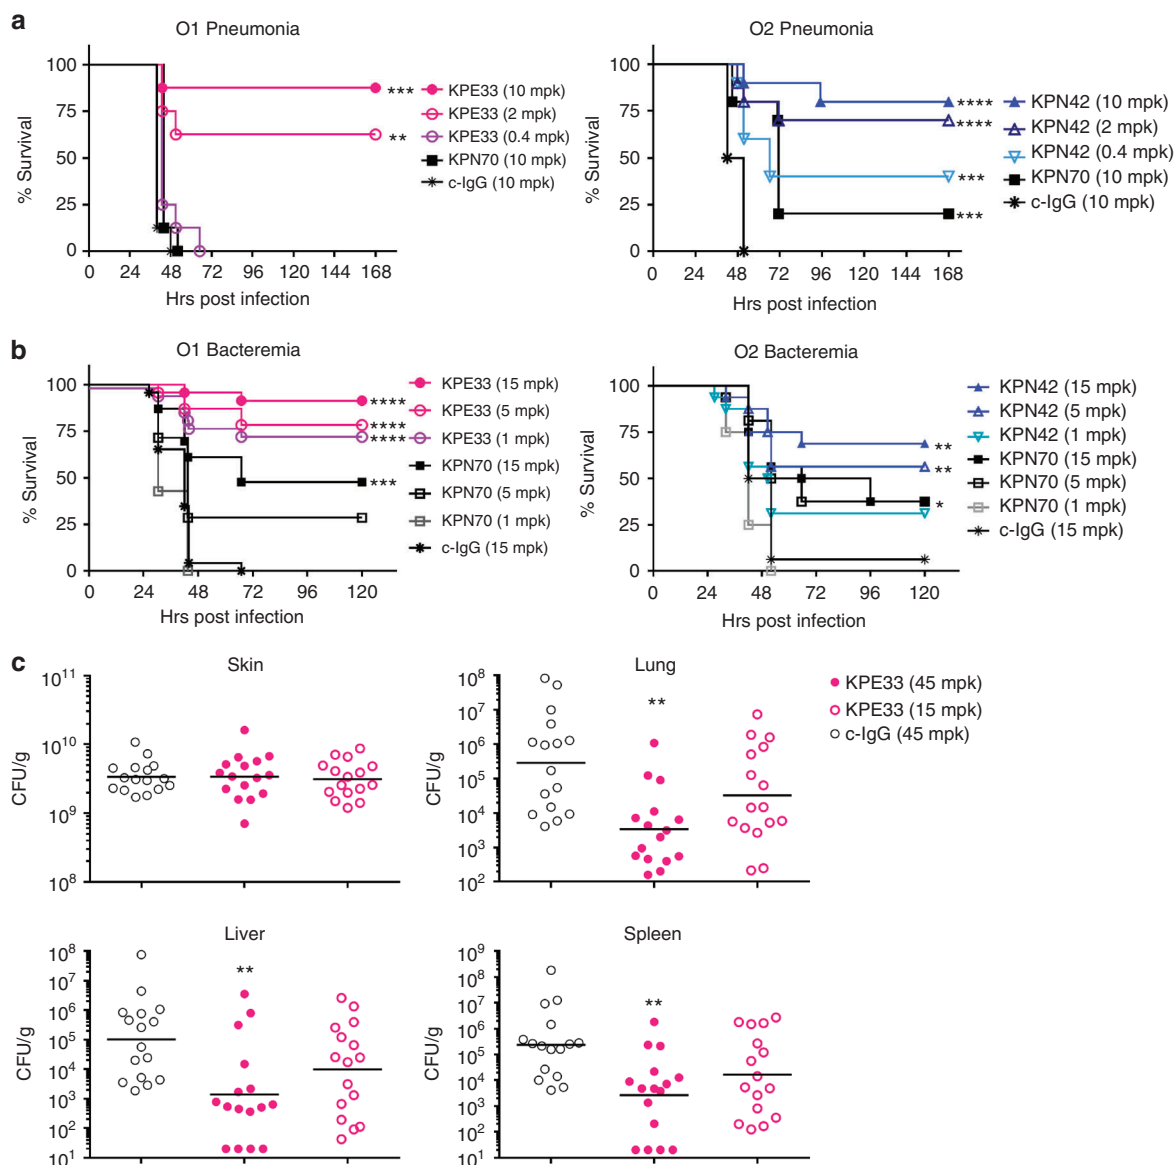 a
O1 Pneumonia
% Survival
100
75
50
25
0
0 24 48 72 96 120 144 168
Hrs post infection
*** KPE33 (10 mpk)
** KPE33 (2 mpk)
KPE33 (0.4 mpk)
KPN70 (10 mpk)
c-IgG (10 mpk)
O2 Pneumonia
% Survival
100
75
50
25
0
0 24 48 72 96 120 144 168
Hrs post infection
**** KPN42 (10 mpk)
**** KPN42 (2 mpk)
*** KPN42 (0.4 mpk)
*** KPN70 (10 mpk)
c-IgG (10 mpk)
b
O1 Bacteremia
% Survival
100
75
50
25
0
0 24 48 72 96 120
Hrs post infection
**** KPE33 (15 mpk)
**** KPE33 (5 mpk)
**** KPE33 (1 mpk)
*** KPN70 (15 mpk)
KPN70 (5 mpk)
KPN70 (1 mpk)
c-IgG (15 mpk)
O2 Bacteremia
% Survival
100
75
50
25
0
0 24 48 72 96 120
Hrs post infection
** KPN42 (15 mpk)
** KPN42 (5 mpk)
KPN42 (1 mpk)
* KPN70 (15 mpk)
KPN70 (5 mpk)
KPN70 (1 mpk)
c-IgG (15 mpk)
c
Skin
CFU/g
10¹¹
10¹⁰
10⁹
10⁸
Lung
CFU/g
10⁸
10⁷
10⁶
10⁵
10⁴
10³
10²
**
KPE33 (45 mpk)
KPE33 (15 mpk)
c-IgG (45 mpk)
Liver
CFU/g
10⁸
10⁷
10⁶
10⁵
10⁴
10³
10²
10¹
**
Spleen
CFU/g
10⁹
10⁸
10⁷
10⁶
10⁵
10⁴
10³
10²
10¹
**